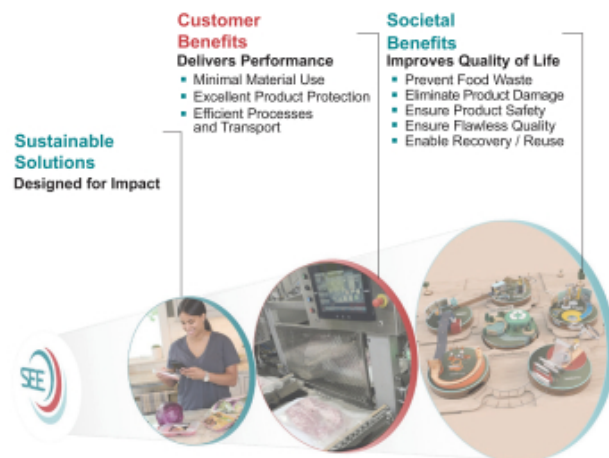 Customer
Benefits
Delivers Performance
Minimal Material Use
Excellent Product Protection
Efficient Processes
and Transport
Societal
Benefits
Improves Quality of Life
Prevent Food Waste
Eliminate Product Damage
Ensure Product Safety
Ensure Flawless Quality
Enable Recovery / Reuse
Sustainable
Solutions
Designed for Impact
SEE